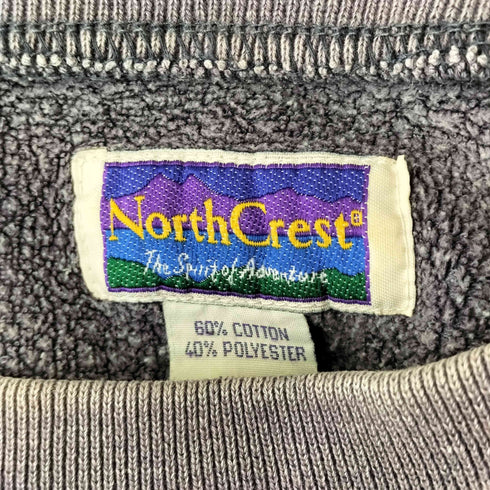 NorthCrest®
The Spirit of Adventure
60% COTTON
40% POLYESTER